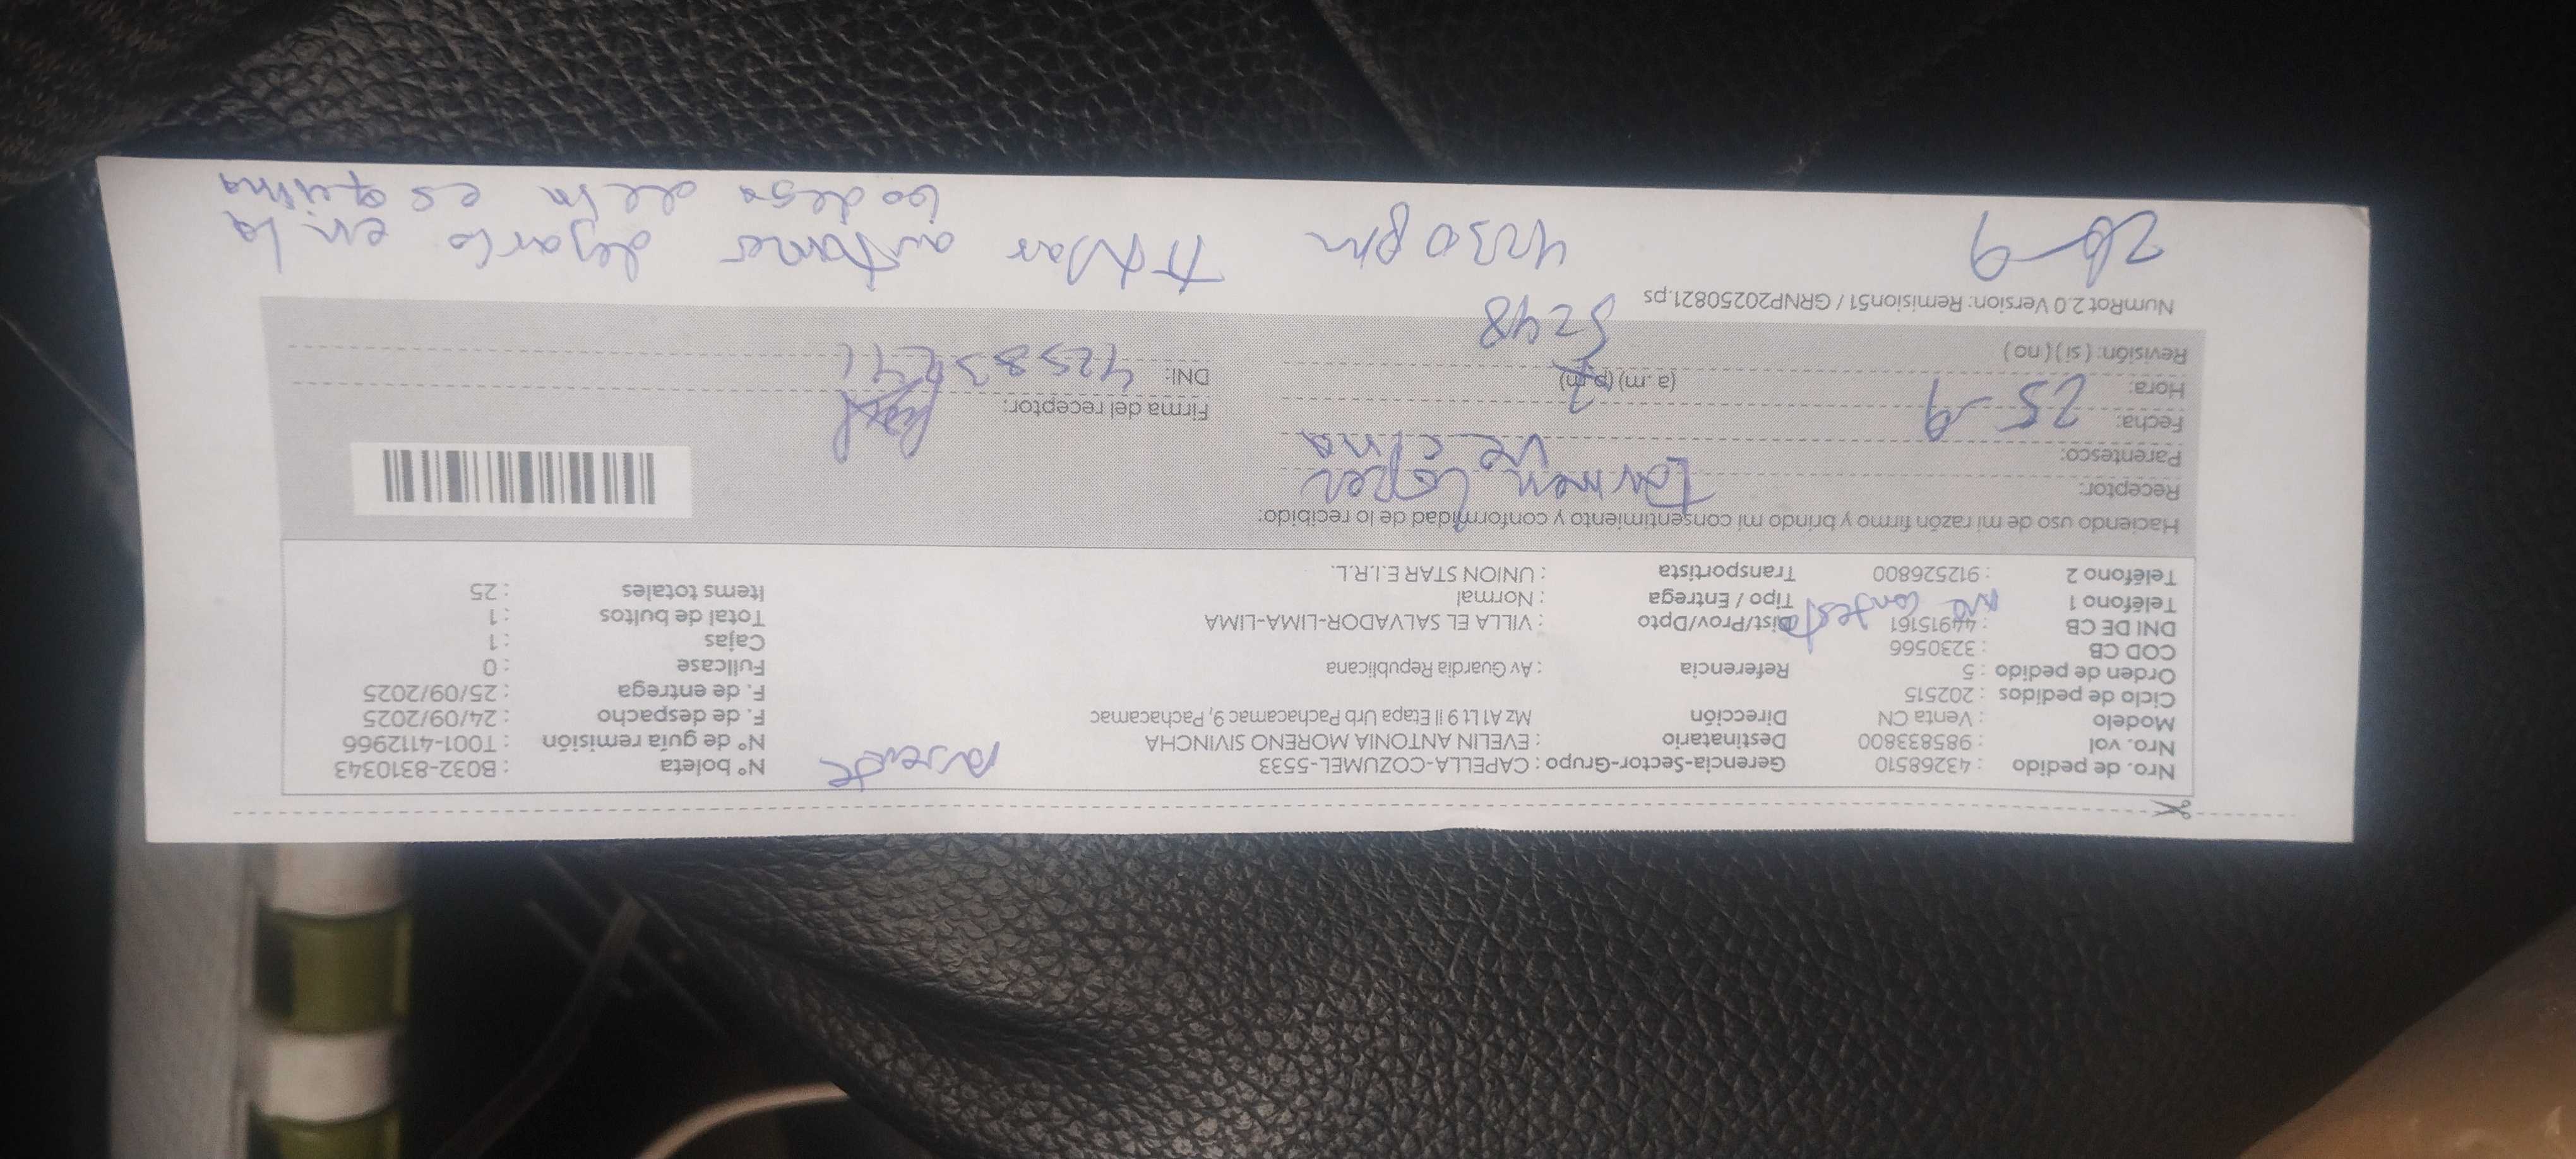 Nro. de pedido : 43268510 Gerencia-Sector-Grupo : CAPELLA-COZUMEL-5533 Ausente N° boleta : B032-8310343
Nro. vol : 985833800 Destinatario : EVELIN ANTONIA MORENO SIVINCHA N° de guía remisión : T001-4112966
Modelo : Venta CN Dirección Mz A1 Lt 9 II Etapa Urb Pachacamac 9, Pachacamac F. de despacho : 24/09/2025
Ciclo de pedidos : 202515 F. de entrega : 25/09/2025
Orden de pedido : 5 Referencia : Av Guardia Republicana Fullcase : 0
COD CB : 3230566 Cajas : 1
DNI DE CB : 44915161 Dist/Prov/Dpto : VILLA EL SALVADOR-LIMA-LIMA Total de bultos : 1
Teléfono 1 no contesta Tipo / Entrega : Normal Items totales : 25
Teléfono 2 : 912526800 Transportista : UNION STAR E.I.R.L.
Haciendo uso de mi razón firmo y brindo mi consentimiento y conformidad de lo recibido:
Receptor: Carmen López
Parentesco: vecina
Fecha: 25-9 Firma del receptor:
Hora: (a.m) (p.m) DNI: 42583241
Revisión: (si) (no) 5248
NumRot 2.0 Version: Remision51 / GRNP20250821.ps
26-9 4230 pm Titular autorizo dejarlo en la
bodega de la esquina